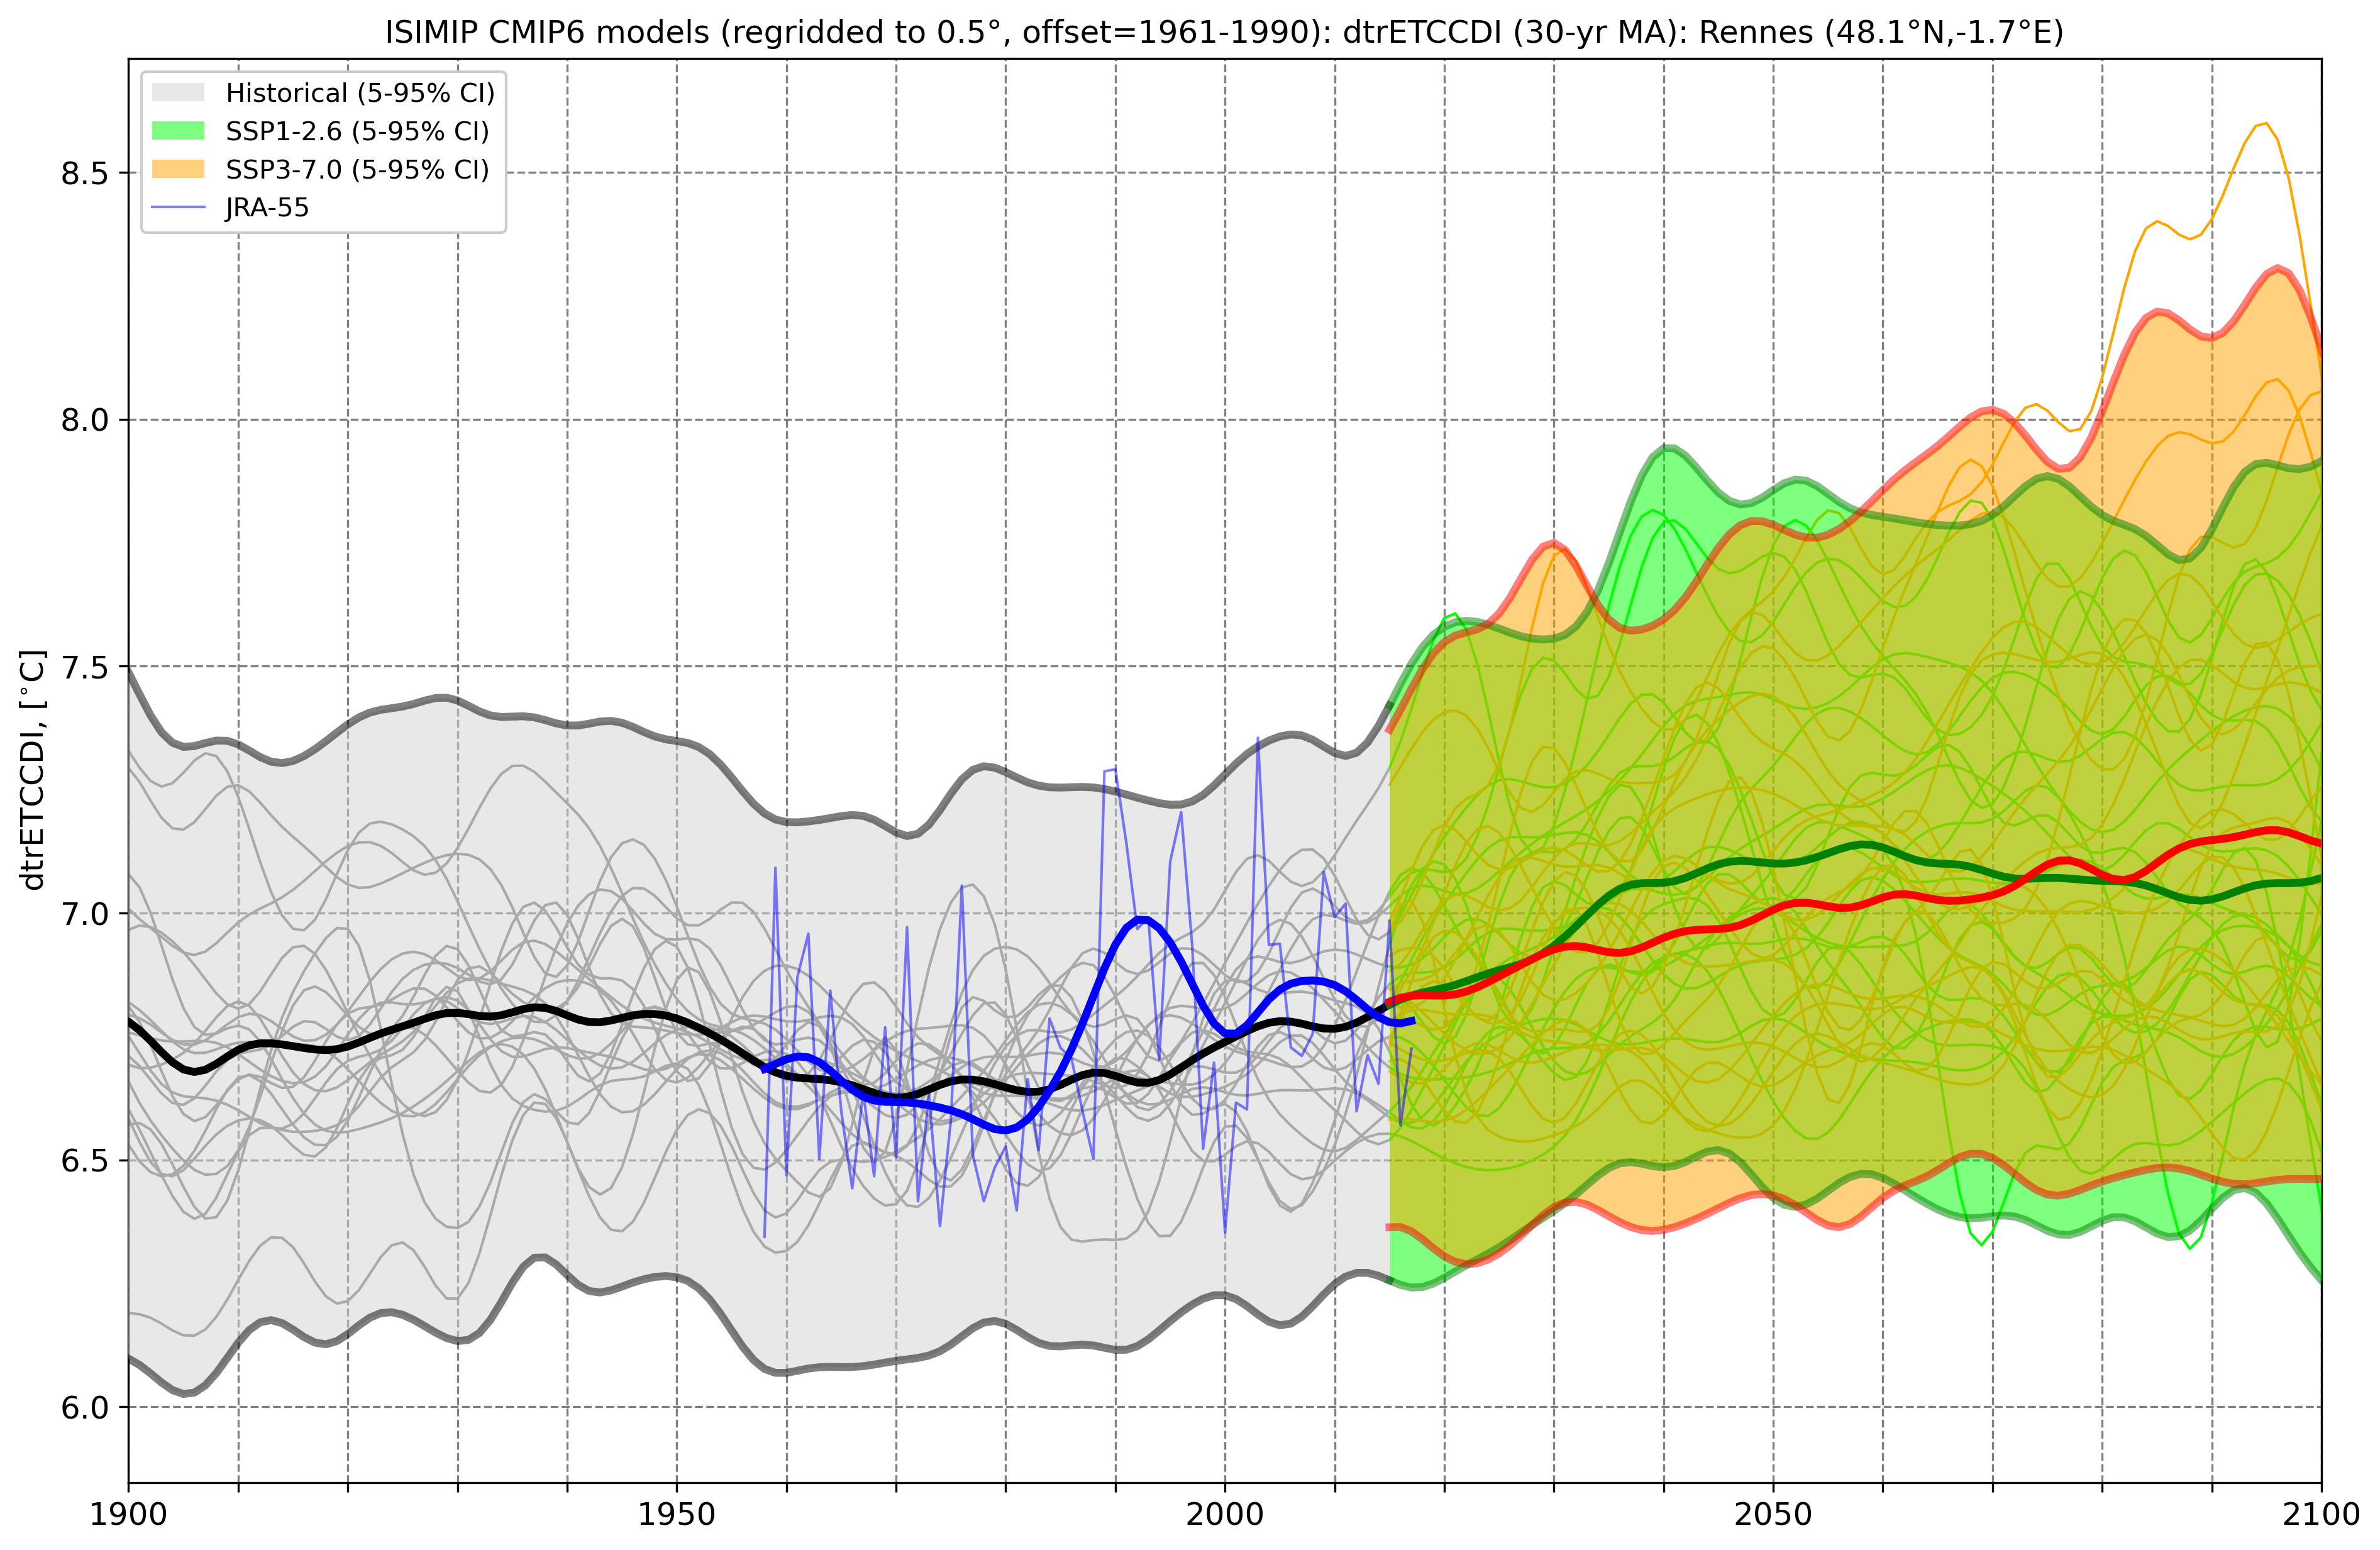 ISIMIP CMIP6 models (regridded to 0.5°, offset=1961-1990): dtrETCCDI (30-yr MA): Rennes (48.1°N,-1.7°E)
Historical (5-95% CI)
SSP1-2.6 (5-95% CI)
SSP3-7.0 (5-95% CI)
JRA-55
dtrETCCDI, [°C]
8.5
8.0
7.5
7.0
6.5
6.0
1900 1950 2000 2050 2100